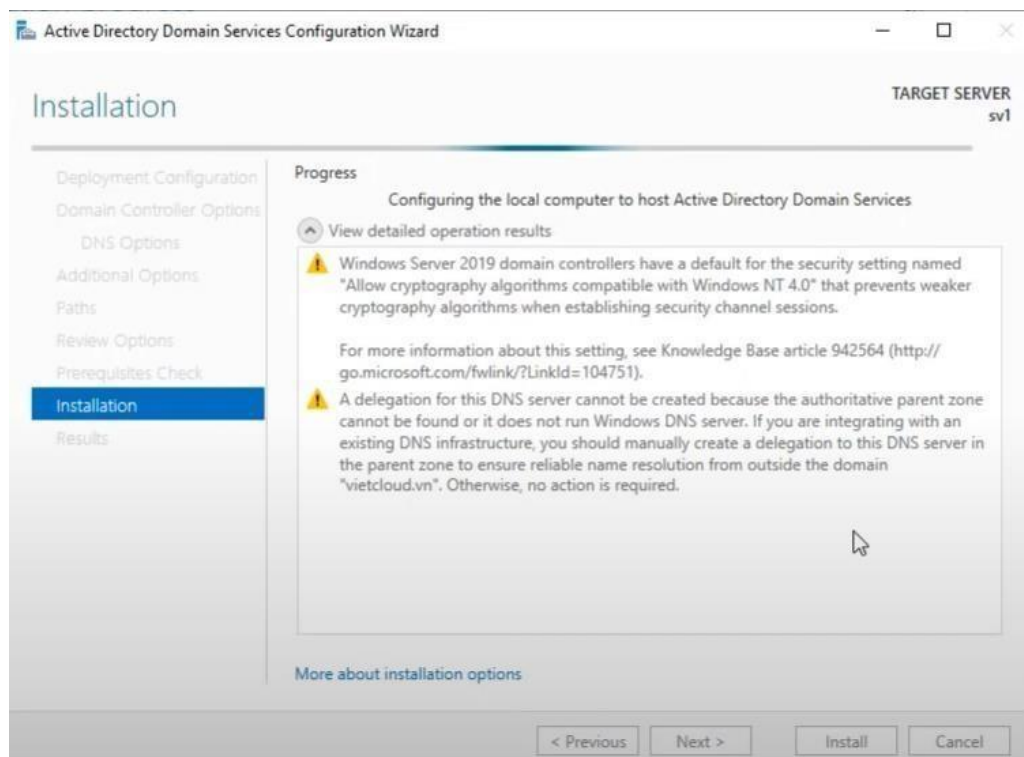 Active Directory Domain Services Configuration Wizard
Installation
TARGET SERVER
sv1
Deployment Configuration
Domain Controller Options
DNS Options
Additional Options
Paths
Review Options
Prerequisites Check
Installation
Results
Progress
Configuring the local computer to host Active Directory Domain Services
View detailed operation results
Windows Server 2019 domain controllers have a default for the security setting named
"Allow cryptography algorithms compatible with Windows NT 4.0" that prevents weaker
cryptography algorithms when establishing security channel sessions.
For more information about this setting, see Knowledge Base article 942564 (http://
go.microsoft.com/fwlink/?LinkId=104751).
A delegation for this DNS server cannot be created because the authoritative parent zone
cannot be found or it does not run Windows DNS server. If you are integrating with an
existing DNS infrastructure, you should manually create a delegation to this DNS server in
the parent zone to ensure reliable name resolution from outside the domain
"vietcloud.vn". Otherwise, no action is required.
More about installation options
< Previous
Next >
Install
Cancel